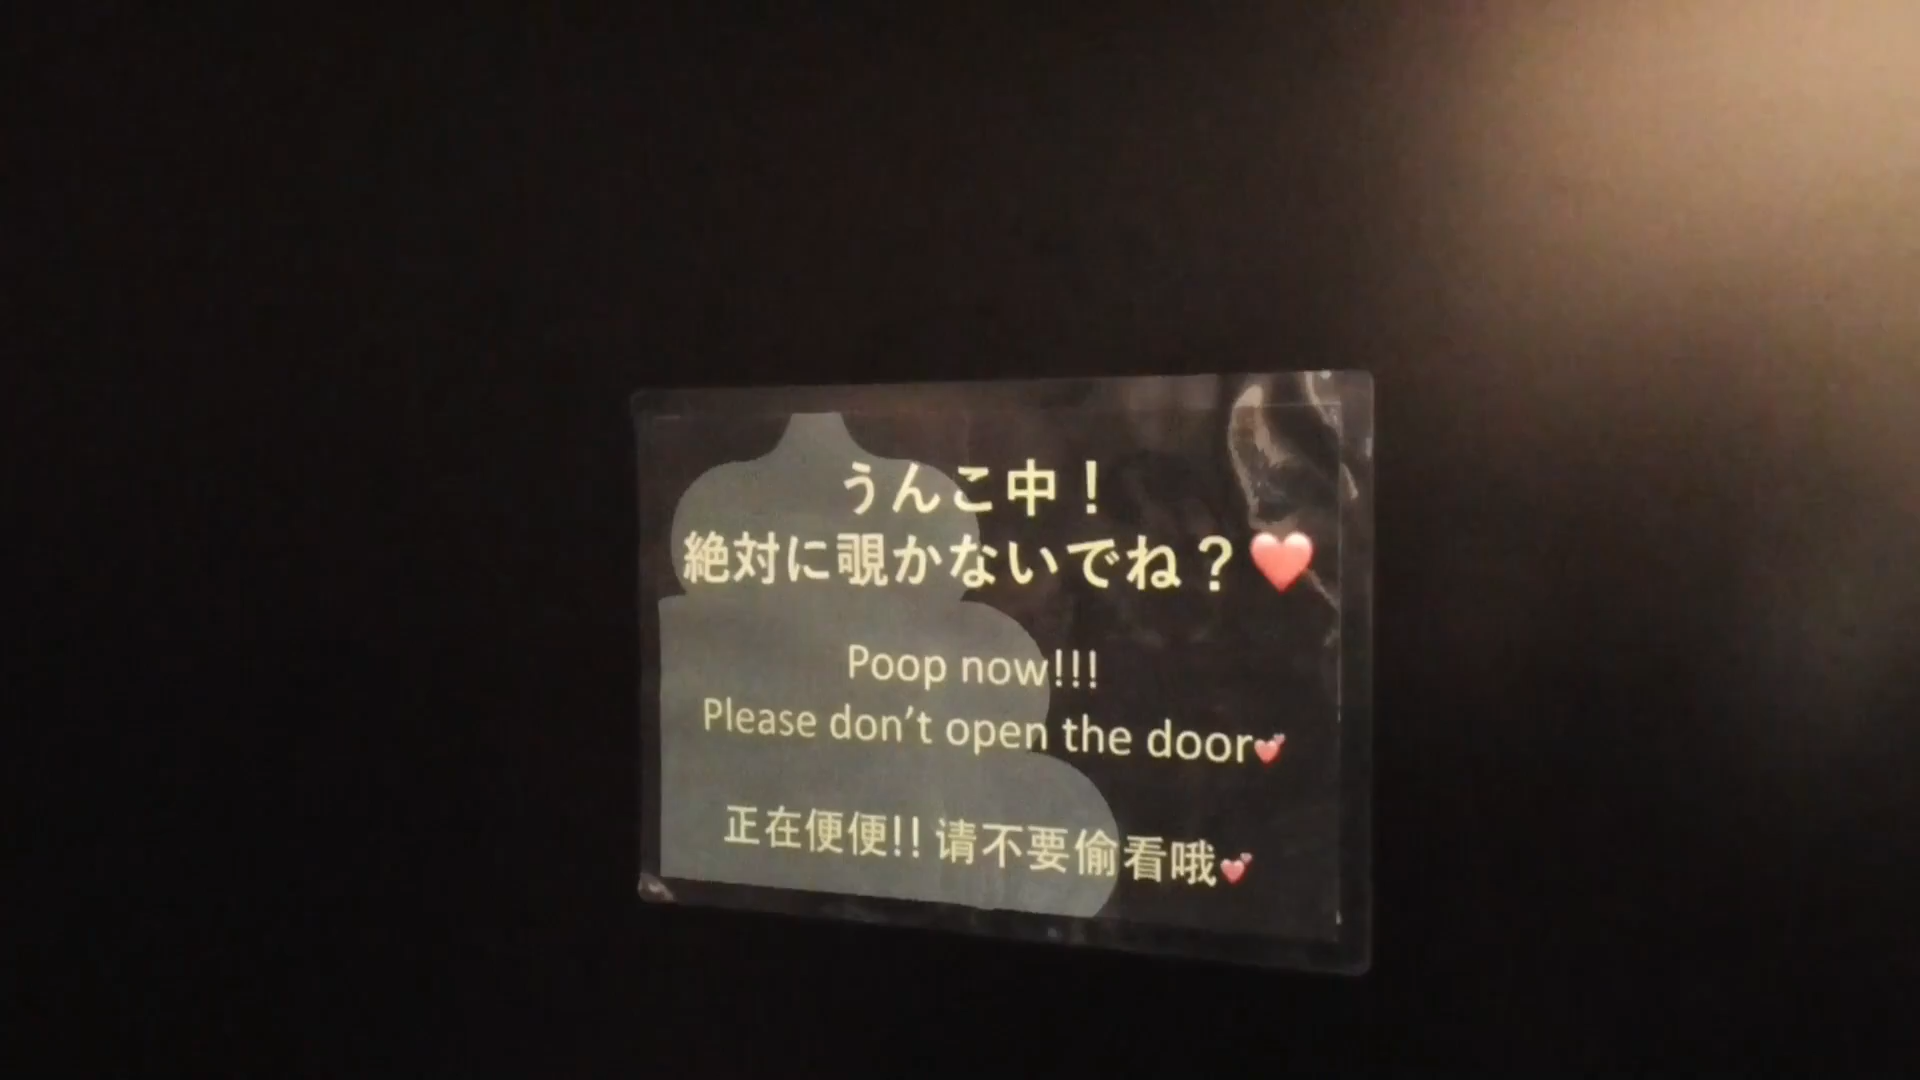 うんこ中！
絶対に覗かないでね？❤️
Poop now!!!
Please don’t open the door💕
正在便便!! 请不要偷看哦💕